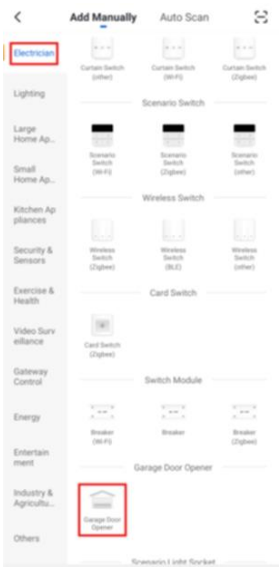 Add Manually Auto Scan
Electrician
Lighting
Large
Home Ap...
Small
Home Ap...
Kitchen Ap
pliances
Security &
Sensors
Exercise &
Health
Video Surv
eillance
Gateway
Control
Energy
Entertain
ment
Industry &
Agricultu...
Others
Curtain Switch
(other)
Curtain Switch
(Wi-Fi)
Curtain Switch
(Zigbee)
Scenario Switch
Scenario
Switch
(Wi-Fi)
Scenario
Switch
(Zigbee)
Scenario
Switch
(other)
Wireless Switch
Wireless
Switch
(Zigbee)
Wireless
Switch
(BLE)
Wireless
Switch
(other)
Card Switch
Card Switch
(Zigbee)
Switch Module
Breaker
(Wi-Fi)
Breaker
Breaker
(Zigbee)
Garage Door Opener
Garage Door
Opener
Scenario Light Socket